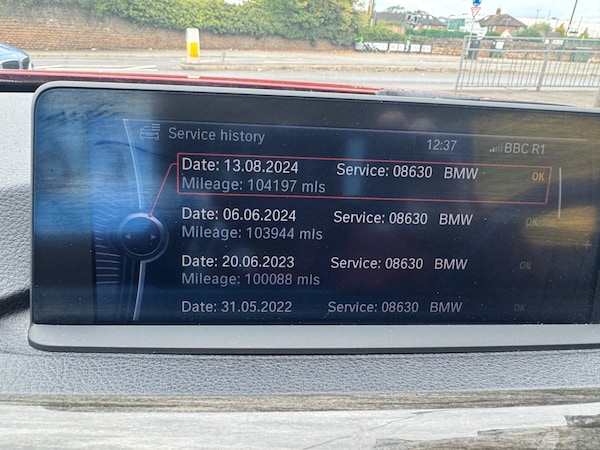 Service history
12:37 BBC R1
Date: 13.08.2024 Service: 08630 BMW OK
Mileage: 104197 mls
Date: 06.06.2024 Service: 08630 BMW OK
Mileage: 103944 mls
Date: 20.06.2023 Service: 08630 BMW OK
Mileage: 100088 mls
Date: 31.05.2022 Service: 08630 BMW OK